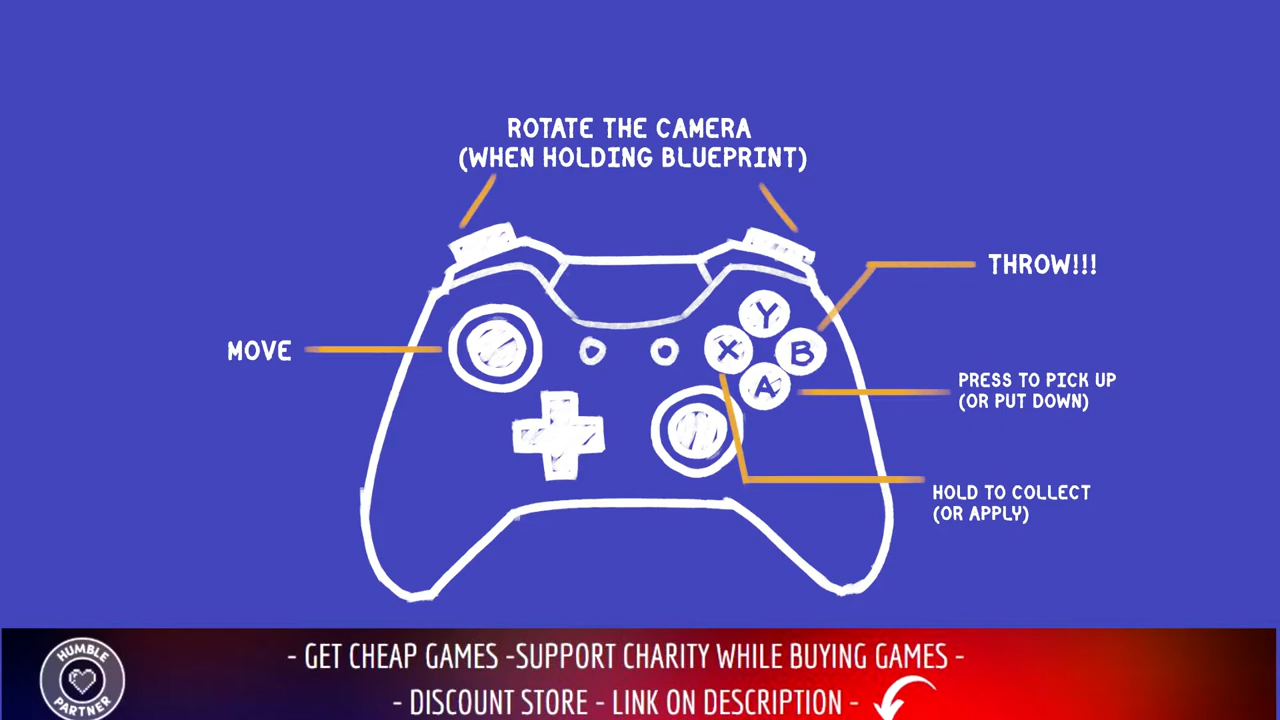 ROTATE THE CAMERA
(WHEN HOLDING BLUEPRINT)
THROW!!!
Y
MOVE
X
B
A
PRESS TO PICK UP
(OR PUT DOWN)
HOLD TO COLLECT
(OR APPLY)
HUMBLE
PARTNER
- GET CHEAP GAMES -SUPPORT CHARITY WHILE BUYING GAMES -
- DISCOUNT STORE - LINK ON DESCRIPTION -